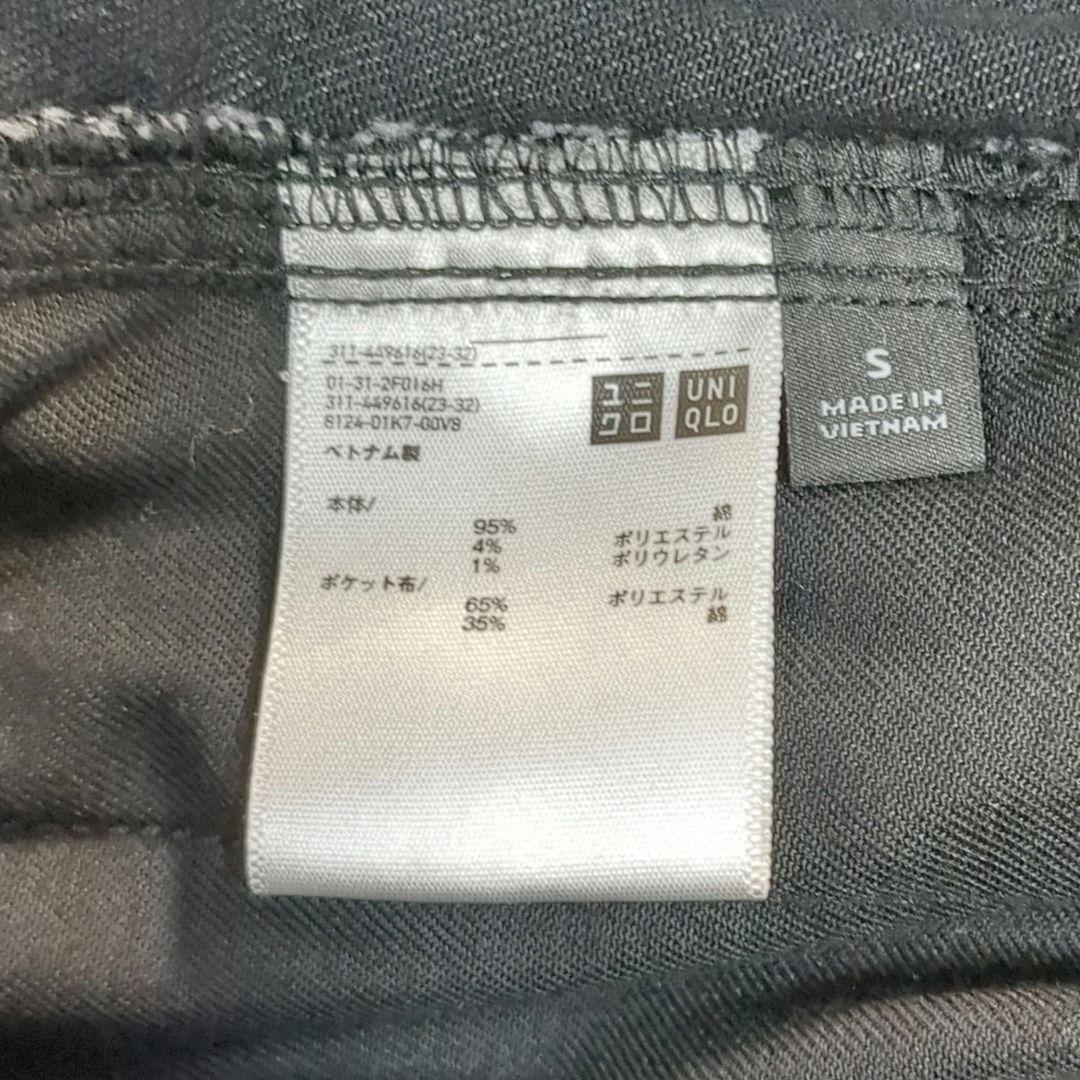 311-449616(23-32)
01-31-2F016H
311-449616(23-32)
8124-01K7-00V8
ベトナム製
ユニ
クロ
UNI
QLO
本体/
95% 綿
4% ポリエステル
1% ポリウレタン
ポケット布/
65% ポリエステル
35% 綿
S
MADE IN
VIETNAM